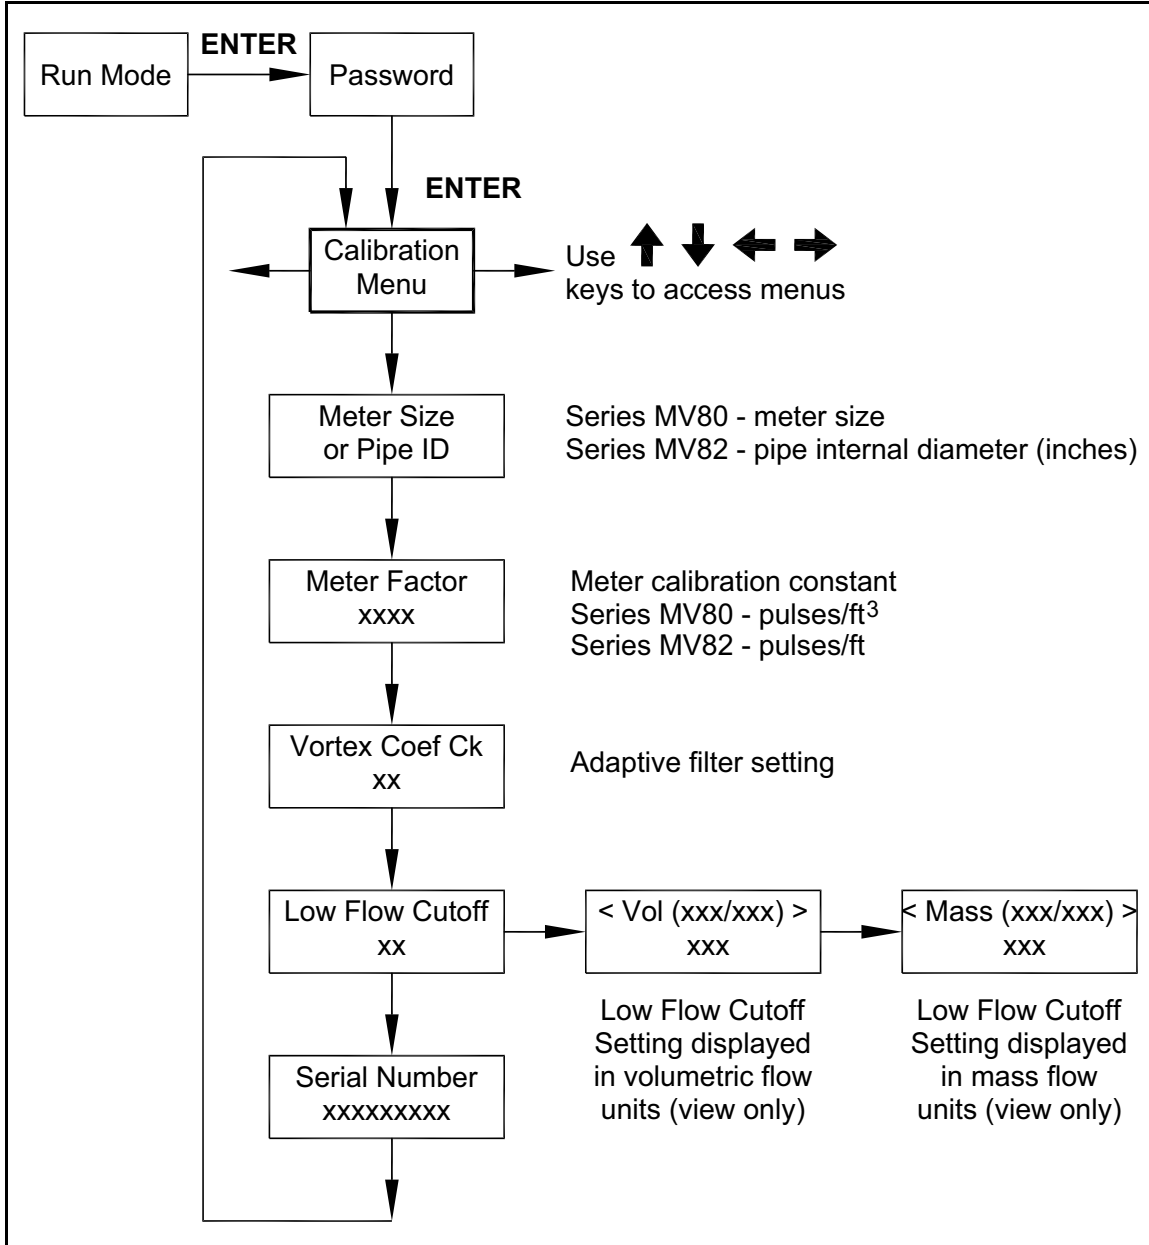 ENTER
Run Mode
Password
ENTER
Calibration
Menu
Use
keys to access menus
Meter Size
or Pipe ID
Series MV80 - meter size
Series MV82 - pipe internal diameter (inches)
Meter Factor
xxxx
Meter calibration constant
Series MV80 - pulses/ft3
Series MV82 - pulses/ft
Vortex Coef Ck
xx
Adaptive filter setting
Low Flow Cutoff
xx
< Vol (xxx/xxx) >
xxx
< Mass (xxx/xxx) >
xxx
Low Flow Cutoff
Setting displayed
in volumetric flow
units (view only)
Low Flow Cutoff
Setting displayed
in mass flow
units (view only)
Serial Number
xxxxxxxxx